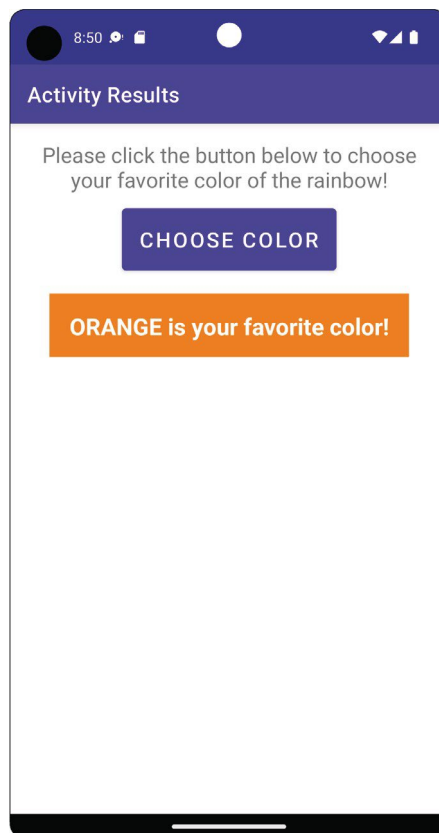 8:50
Activity Results
Please click the button below to choose
your favorite color of the rainbow!
CHOOSE COLOR
ORANGE is your favorite color!